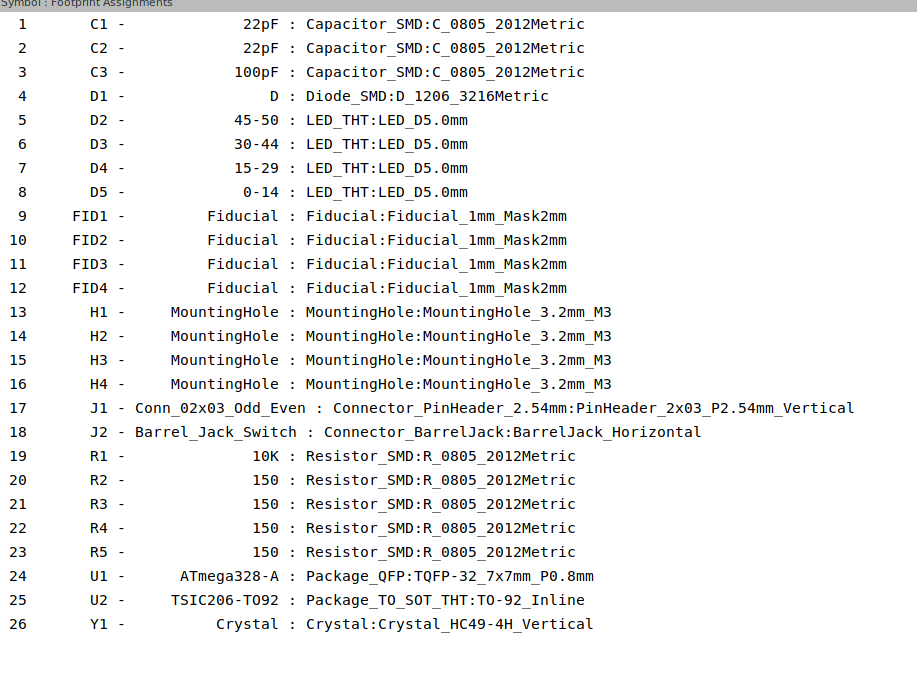 Symbol : Footprint Assignments
1 C1 - 22pF : Capacitor_SMD:C_0805_2012Metric
2 C2 - 22pF : Capacitor_SMD:C_0805_2012Metric
3 C3 - 100pF : Capacitor_SMD:C_0805_2012Metric
4 D1 - D : Diode_SMD:D_1206_3216Metric
5 D2 - 45-50 : LED_THT:LED_D5.0mm
6 D3 - 30-44 : LED_THT:LED_D5.0mm
7 D4 - 15-29 : LED_THT:LED_D5.0mm
8 D5 - 0-14 : LED_THT:LED_D5.0mm
9 FID1 - Fiducial : Fiducial:Fiducial_1mm_Mask2mm
10 FID2 - Fiducial : Fiducial:Fiducial_1mm_Mask2mm
11 FID3 - Fiducial : Fiducial:Fiducial_1mm_Mask2mm
12 FID4 - Fiducial : Fiducial:Fiducial_1mm_Mask2mm
13 H1 - MountingHole : MountingHole:MountingHole_3.2mm_M3
14 H2 - MountingHole : MountingHole:MountingHole_3.2mm_M3
15 H3 - MountingHole : MountingHole:MountingHole_3.2mm_M3
16 H4 - MountingHole : MountingHole:MountingHole_3.2mm_M3
17 J1 - Conn_02x03_Odd_Even : Connector_PinHeader_2.54mm:PinHeader_2x03_P2.54mm_Vertical
18 J2 - Barrel_Jack_Switch : Connector_BarrelJack:BarrelJack_Horizontal
19 R1 - 10K : Resistor_SMD:R_0805_2012Metric
20 R2 - 150 : Resistor_SMD:R_0805_2012Metric
21 R3 - 150 : Resistor_SMD:R_0805_2012Metric
22 R4 - 150 : Resistor_SMD:R_0805_2012Metric
23 R5 - 150 : Resistor_SMD:R_0805_2012Metric
24 U1 - ATmega328-A : Package_QFP:TQFP-32_7x7mm_P0.8mm
25 U2 - TSIC206-TO92 : Package_TO_SOT_THT:TO-92_Inline
26 Y1 - Crystal : Crystal:Crystal_HC49-4H_Vertical